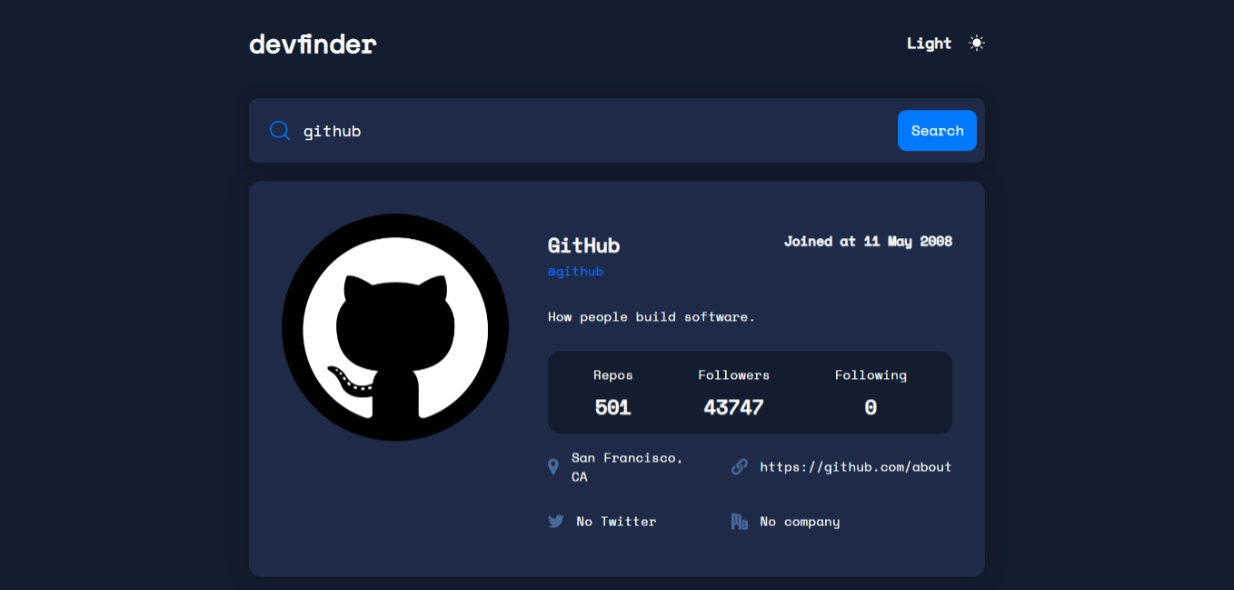 devfinder
Light
github
Search
GitHub
Joined at 11 May 2008
@github
How people build software.
Repos
Followers
Following
501
43747
0
San Francisco,
CA
https://github.com/about
No Twitter
No company